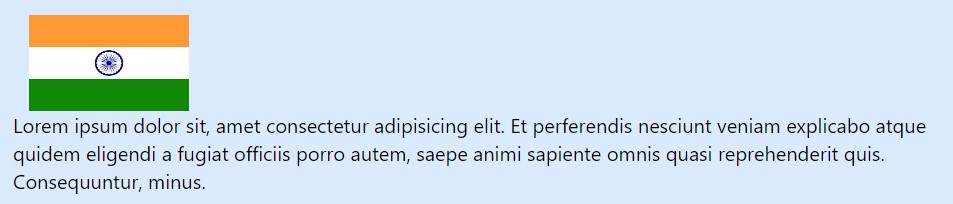 Lorem ipsum dolor sit, amet consectetur adipisicing elit. Et perferendis nesciunt veniam explicabo atque
quidem eligendi a fugiat officiis porro autem, saepe animi sapiente omnis quasi reprehenderit quis.
Consequuntur, minus.